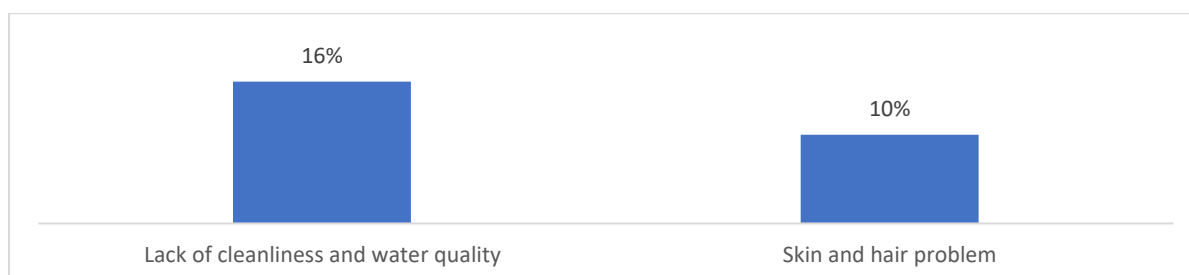 16%
10%
Lack of cleanliness and water quality
Skin and hair problem